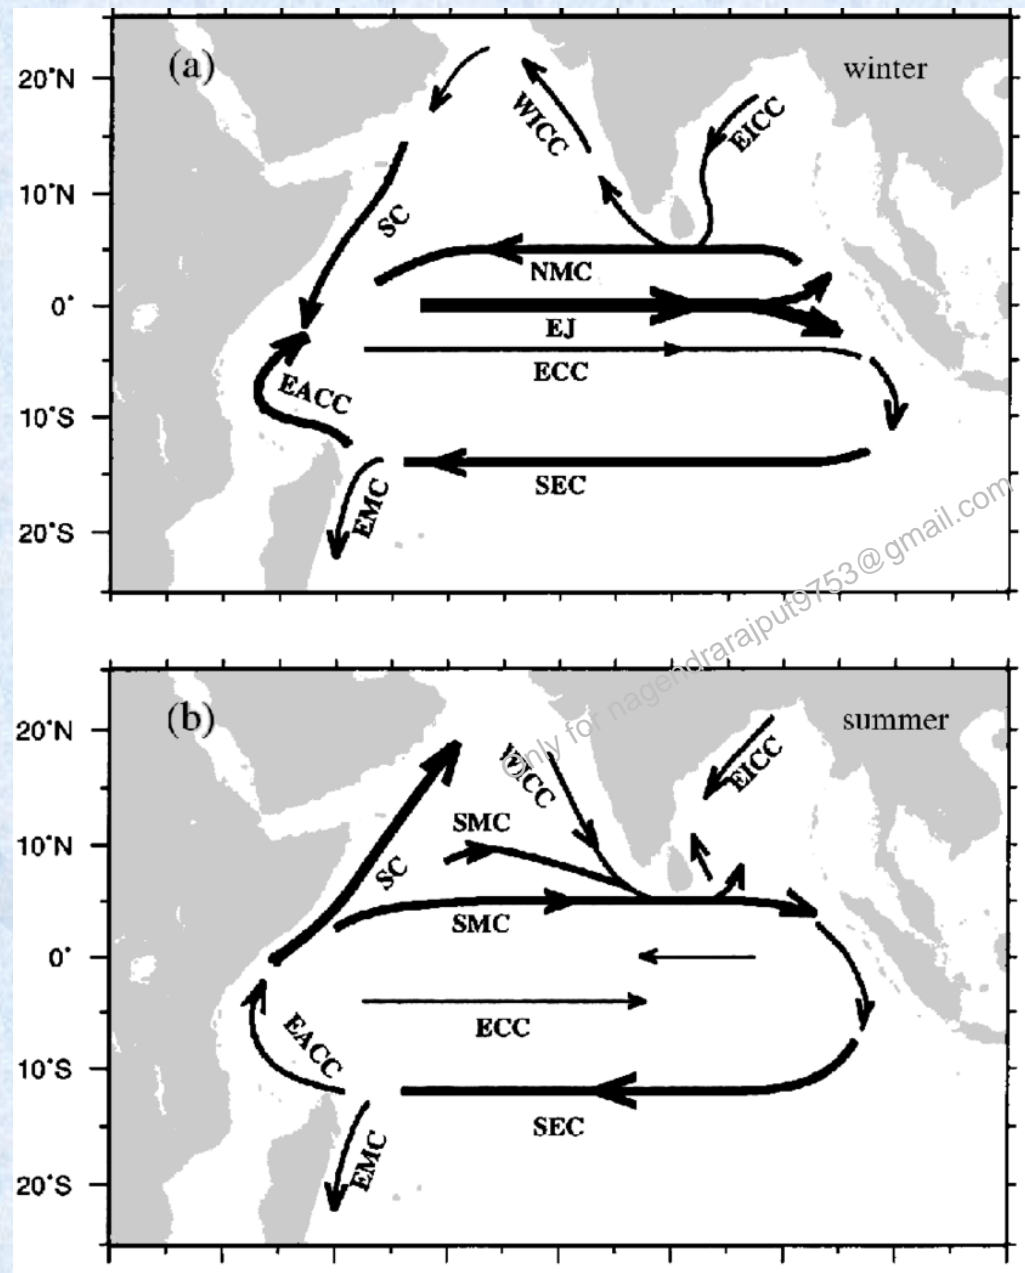 (a)
winter
20°N
10°N
0°
10°S
20°S
WICC
EICC
SC
NMC
EJ
ECC
EACC
SEC
EMC
Only for nagendrarajput9753@gmail.com
(b)
summer
20°N
10°N
0°
10°S
20°S
WICC
EICC
SMC
SC
SMC
ECC
EACC
SEC
EMC